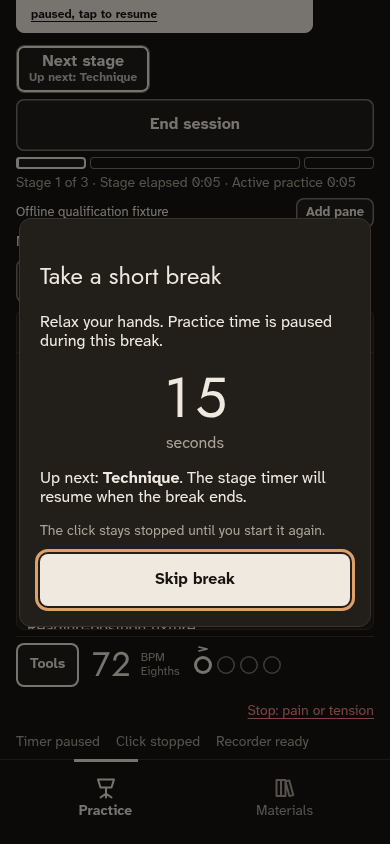 paused, tap to resume
Next stage
Up next: Technique
End session
Stage 1 of 3 · Stage elapsed 0:05 · Active practice 0:05
Offline qualification fixture
Add pane
Take a short break
Relax your hands. Practice time is paused
during this break.
15
seconds
Up next: Technique. The stage timer will
resume when the break ends.
The click stays stopped until you start it again.
Skip break
Reading-position fixture
Tools
72
BPM
Eighths
>
Stop: pain or tension
Timer paused
Click stopped
Recorder ready
Practice
Materials